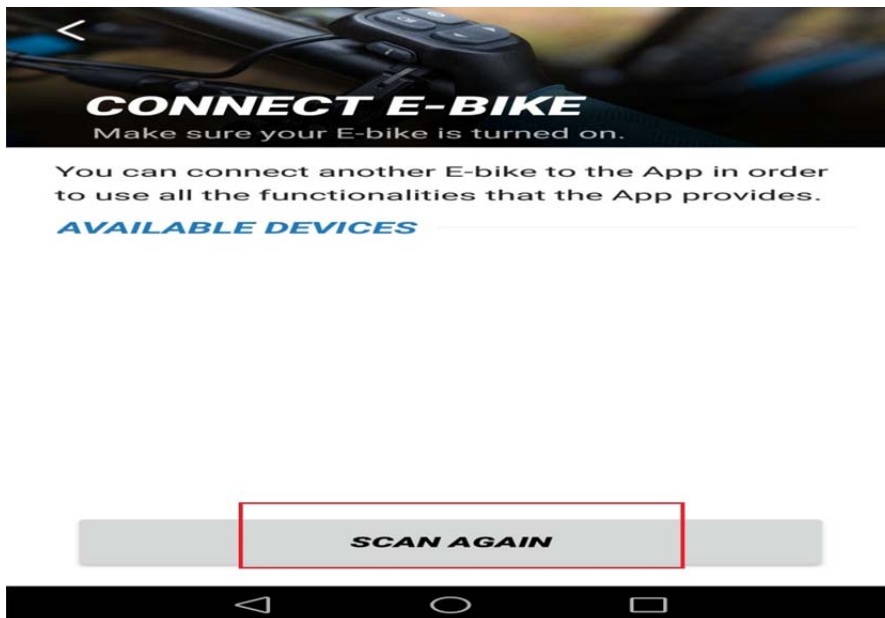 CONNECT E-BIKE
Make sure your E-bike is turned on.
You can connect another E-bike to the App in order
to use all the functionalities that the App provides.
AVAILABLE DEVICES
SCAN AGAIN